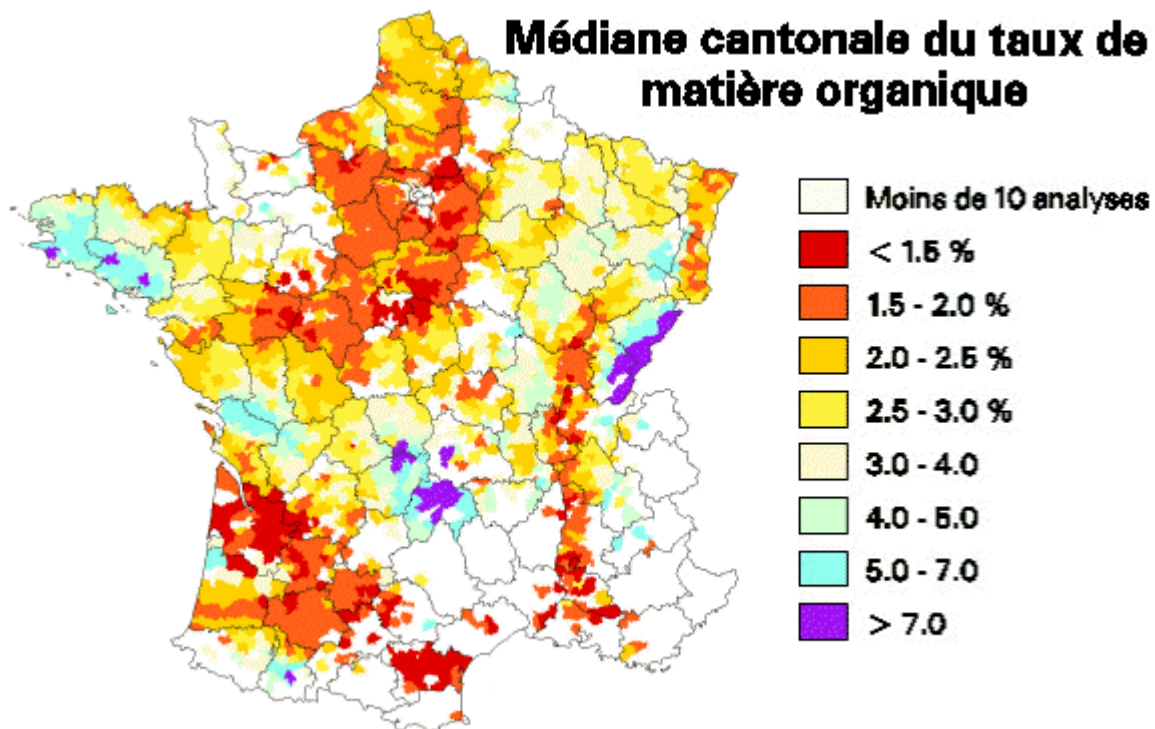 Médiane cantonale du taux de
matière organique
Moins de 10 analyses
< 1.5 %
1.5 - 2.0 %
2.0 - 2.5 %
2.5 - 3.0 %
3.0 - 4.0
4.0 - 5.0
5.0 - 7.0
> 7.0